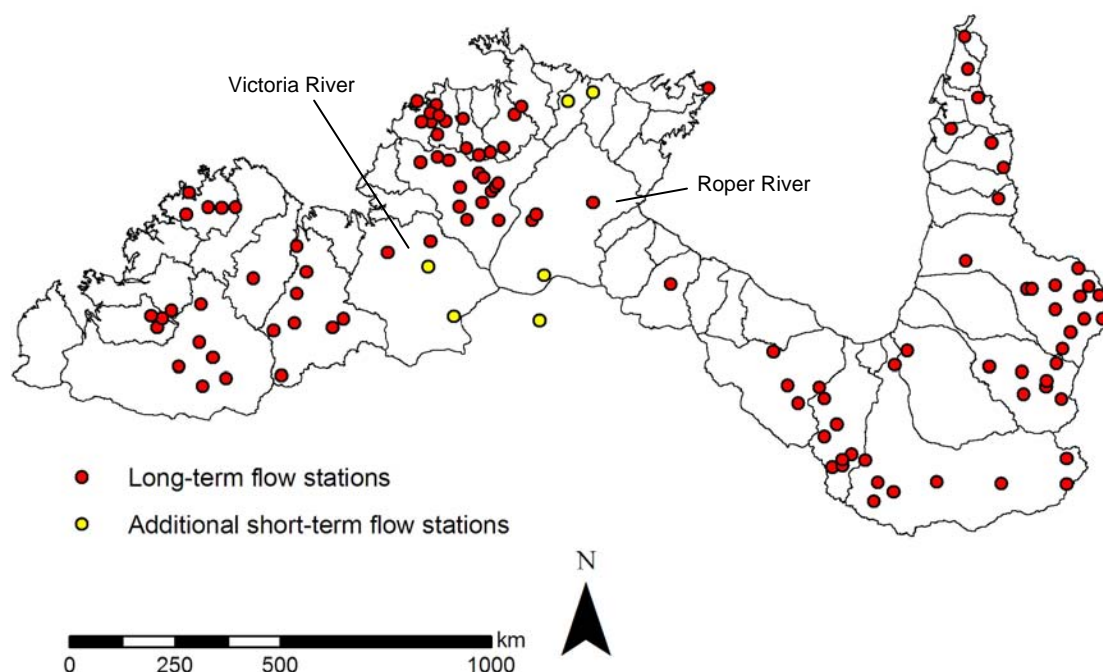 Victoria River
Roper River
Long-term flow stations
Additional short-term flow stations
N
km
0 250 500 1000